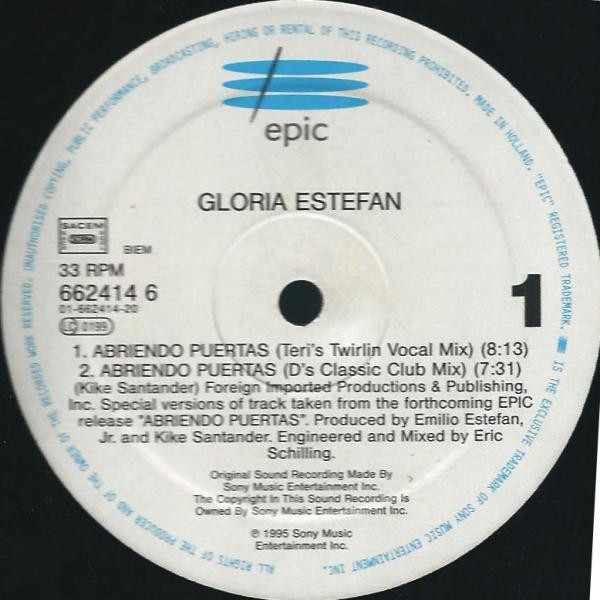 epic
GLORIA ESTEFAN
SACEM
BIEM
33 RPM
662414 6
01-662414-20
LC 0199
1
1. ABRIENDO PUERTAS (Teri's Twirlin Vocal Mix) (8:13)
2. ABRIENDO PUERTAS (D's Classic Club Mix) (7:31)
(Kike Santander) Foreign Imported Productions & Publishing,
Inc. Special versions of track taken from the forthcoming EPIC
release "ABRIENDO PUERTAS". Produced by Emilio Estefan,
Jr. and Kike Santander. Engineered and Mixed by Eric
Schilling.
Original Sound Recording Made By
Sony Music Entertainment Inc.
The Copyright In This Sound Recording Is
Owned By Sony Music Entertainment Inc.
℗ 1995 Sony Music
Entertainment Inc.
ALL RIGHTS OF THE PRODUCER AND OF THE OWNER OF THE RECORDED WORK RESERVED. UNAUTHORISED COPYING, PUBLIC PERFORMANCE, BROADCASTING, HIRING OR RENTAL OF THIS RECORDING PROHIBITED. MADE IN HOLLAND. "EPIC" REGISTERED TRADEMARK. IS THE EXCLUSIVE TRADEMARK OF SONY MUSIC ENTERTAINMENT INC.